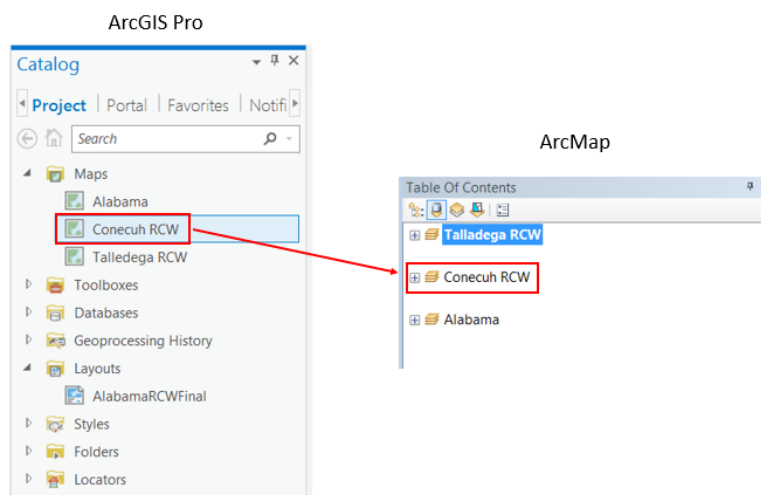 ArcGIS Pro
Catalog
Project Portal Favorites Notifi
Search
Maps
Alabama
Conecuh RCW
Talledega RCW
Toolboxes
Databases
Geoprocessing History
Layouts
AlabamaRCWFinal
Styles
Folders
Locators
ArcMap
Table Of Contents
Talladega RCW
Conecuh RCW
Alabama